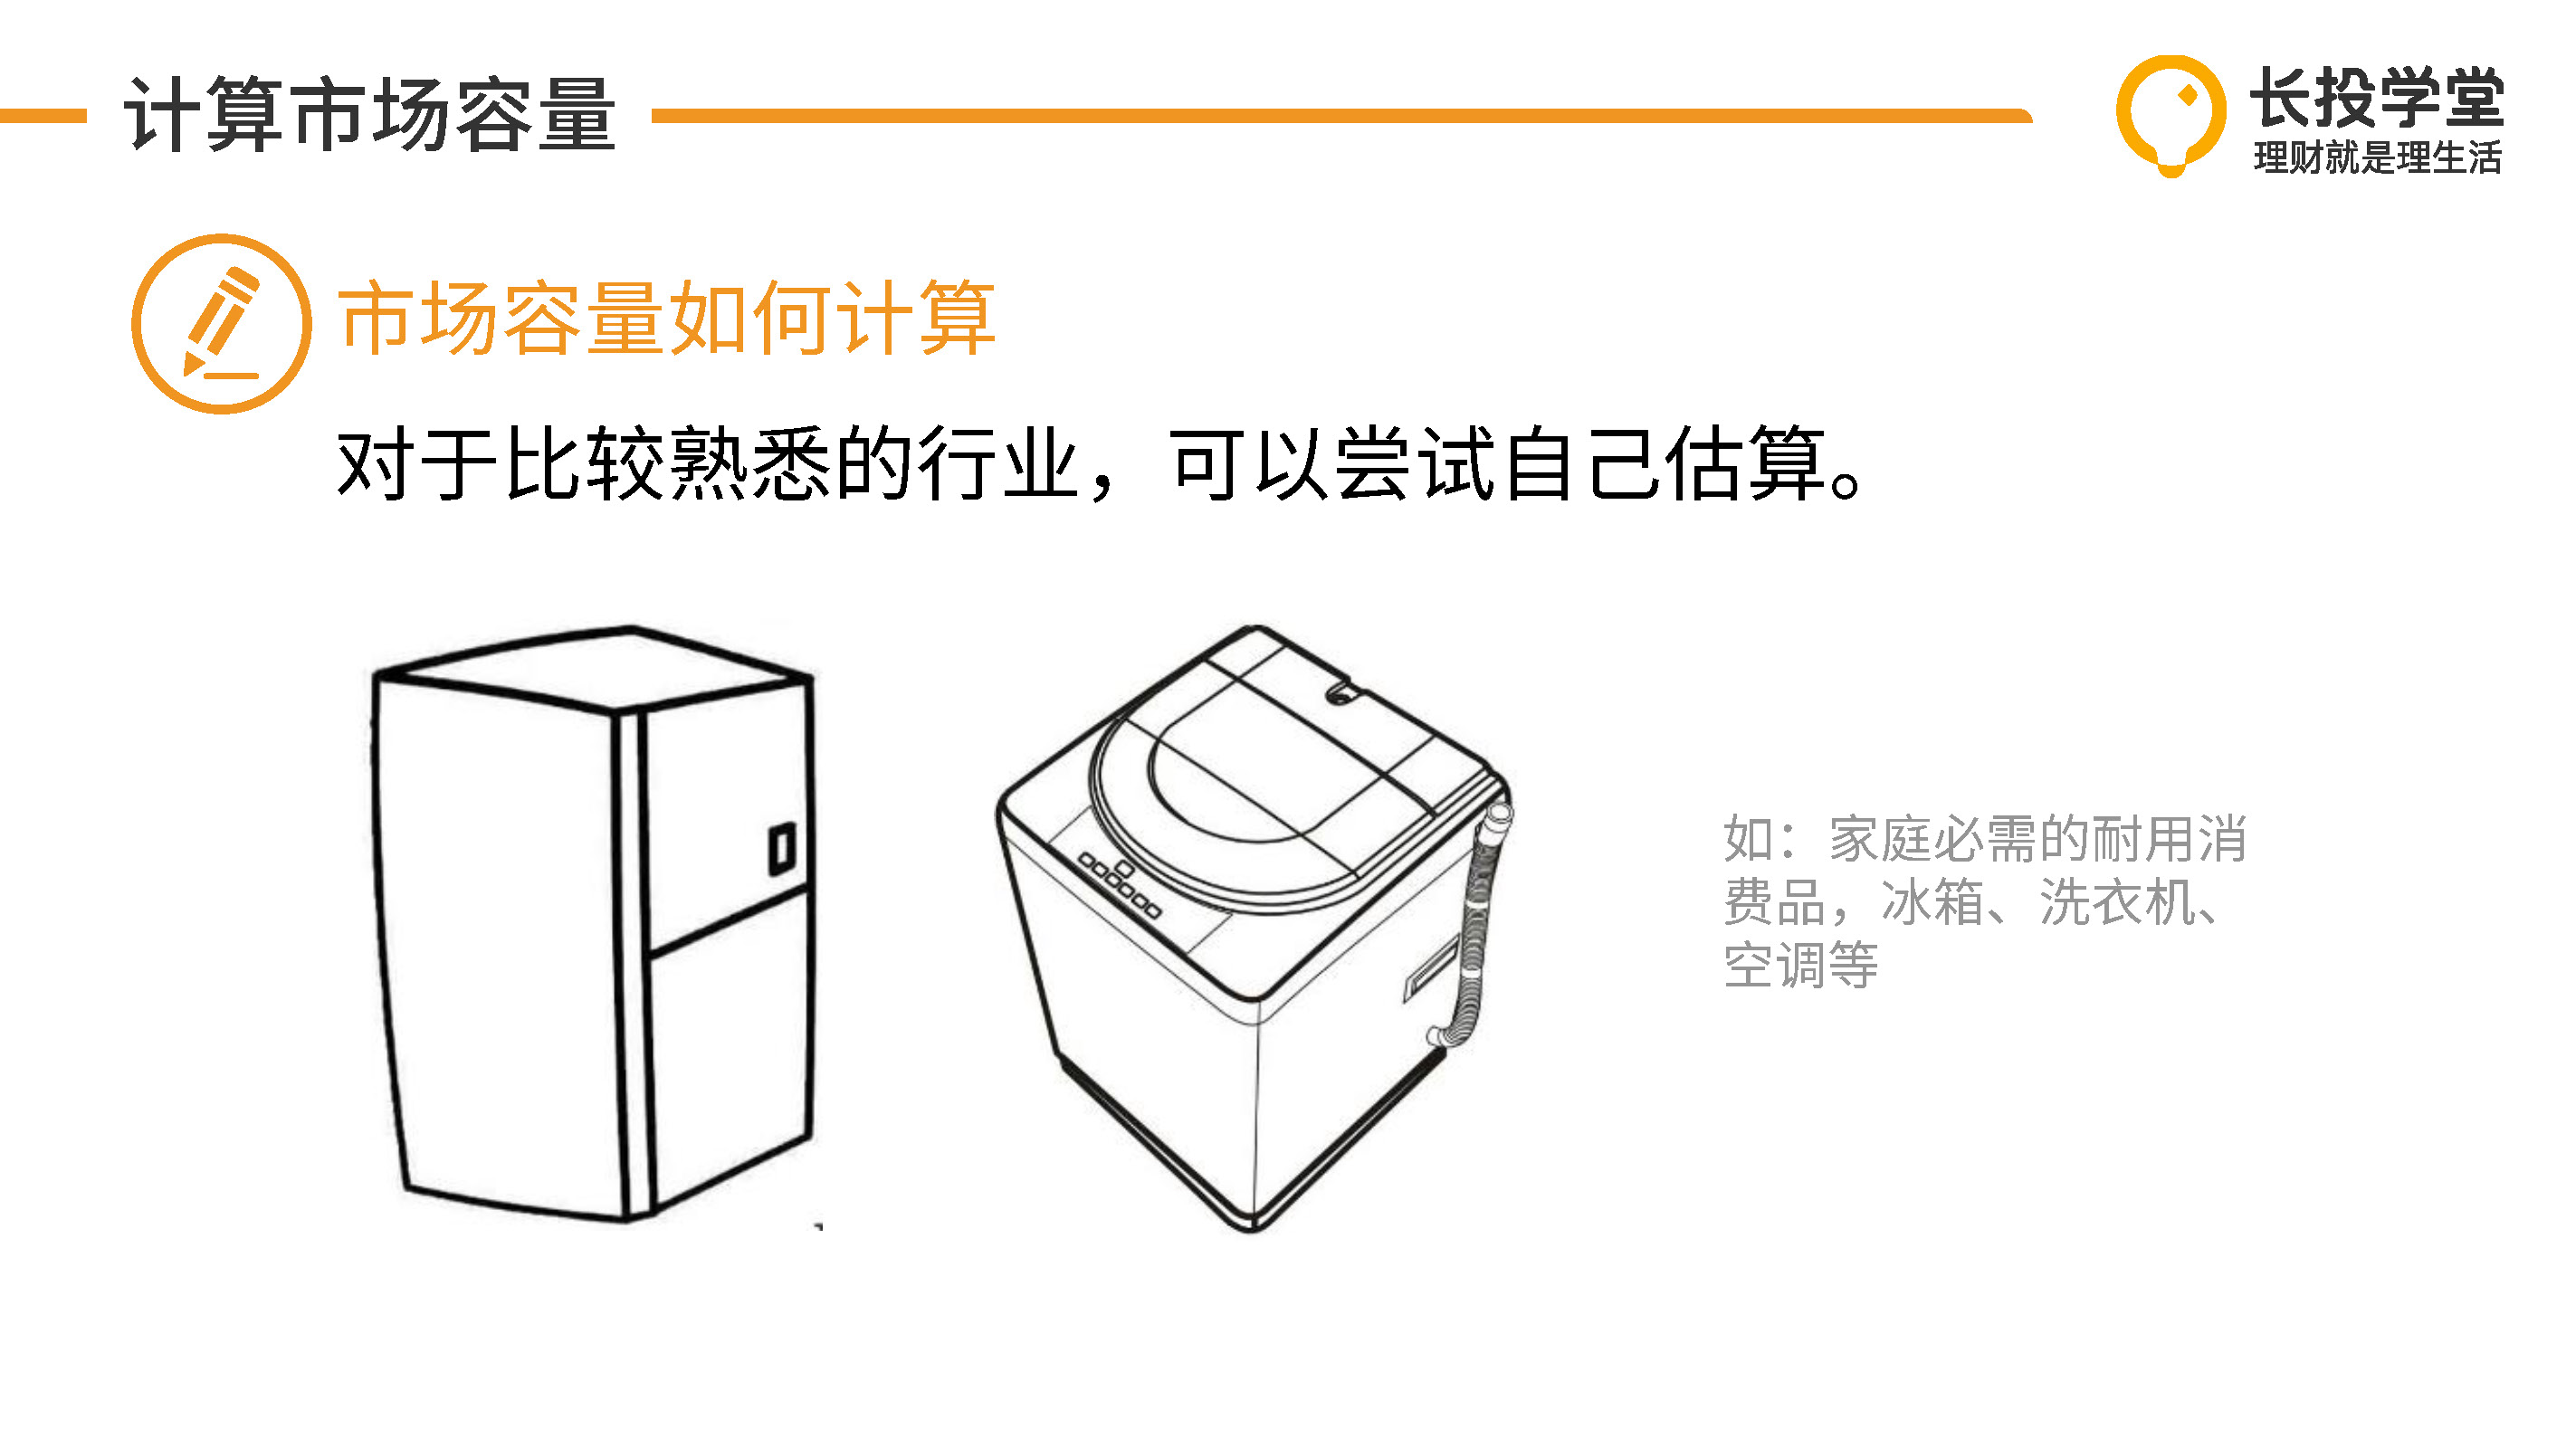 计算市场容量
长投学堂
理财就是理生活
市场容量如何计算
对于比较熟悉的行业，可以尝试自己估算。
如：家庭必需的耐用消
费品，冰箱、洗衣机、
空调等